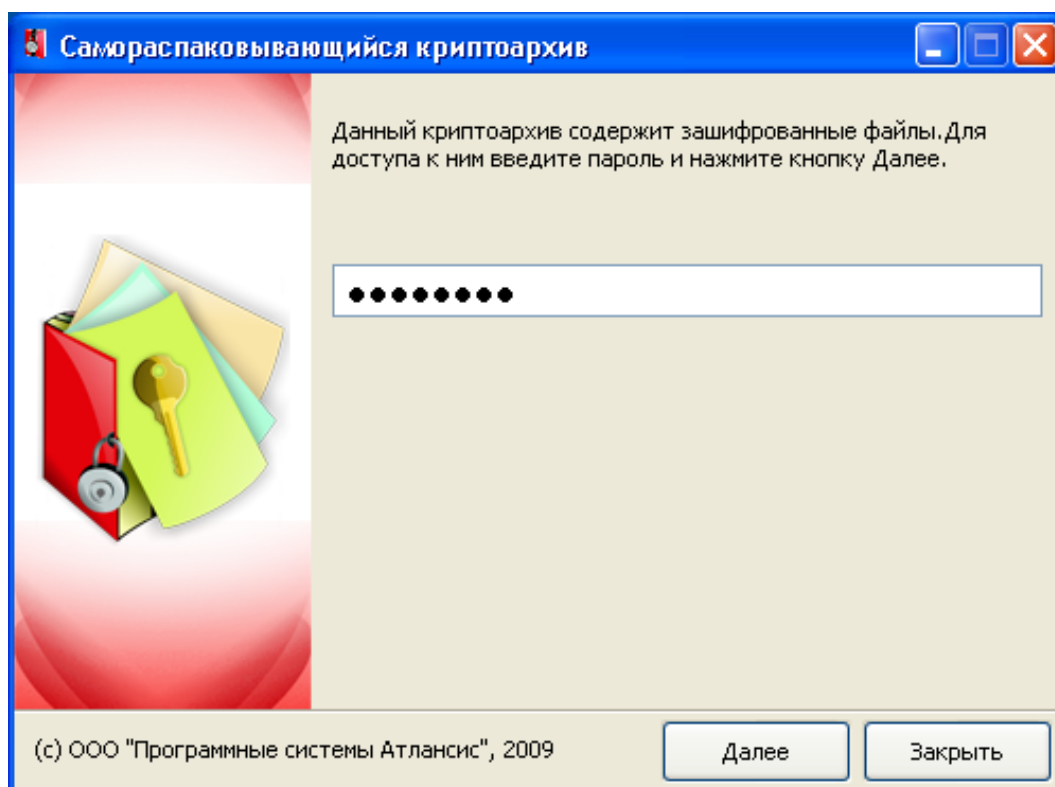 Самораспаковывающийся криптоархив
Данный криптоархив содержит зашифрованные файлы.Для
доступа к ним введите пароль и нажмите кнопку Далее.
(c) ООО "Программные системы Атлансис", 2009
Далее
Закрыть